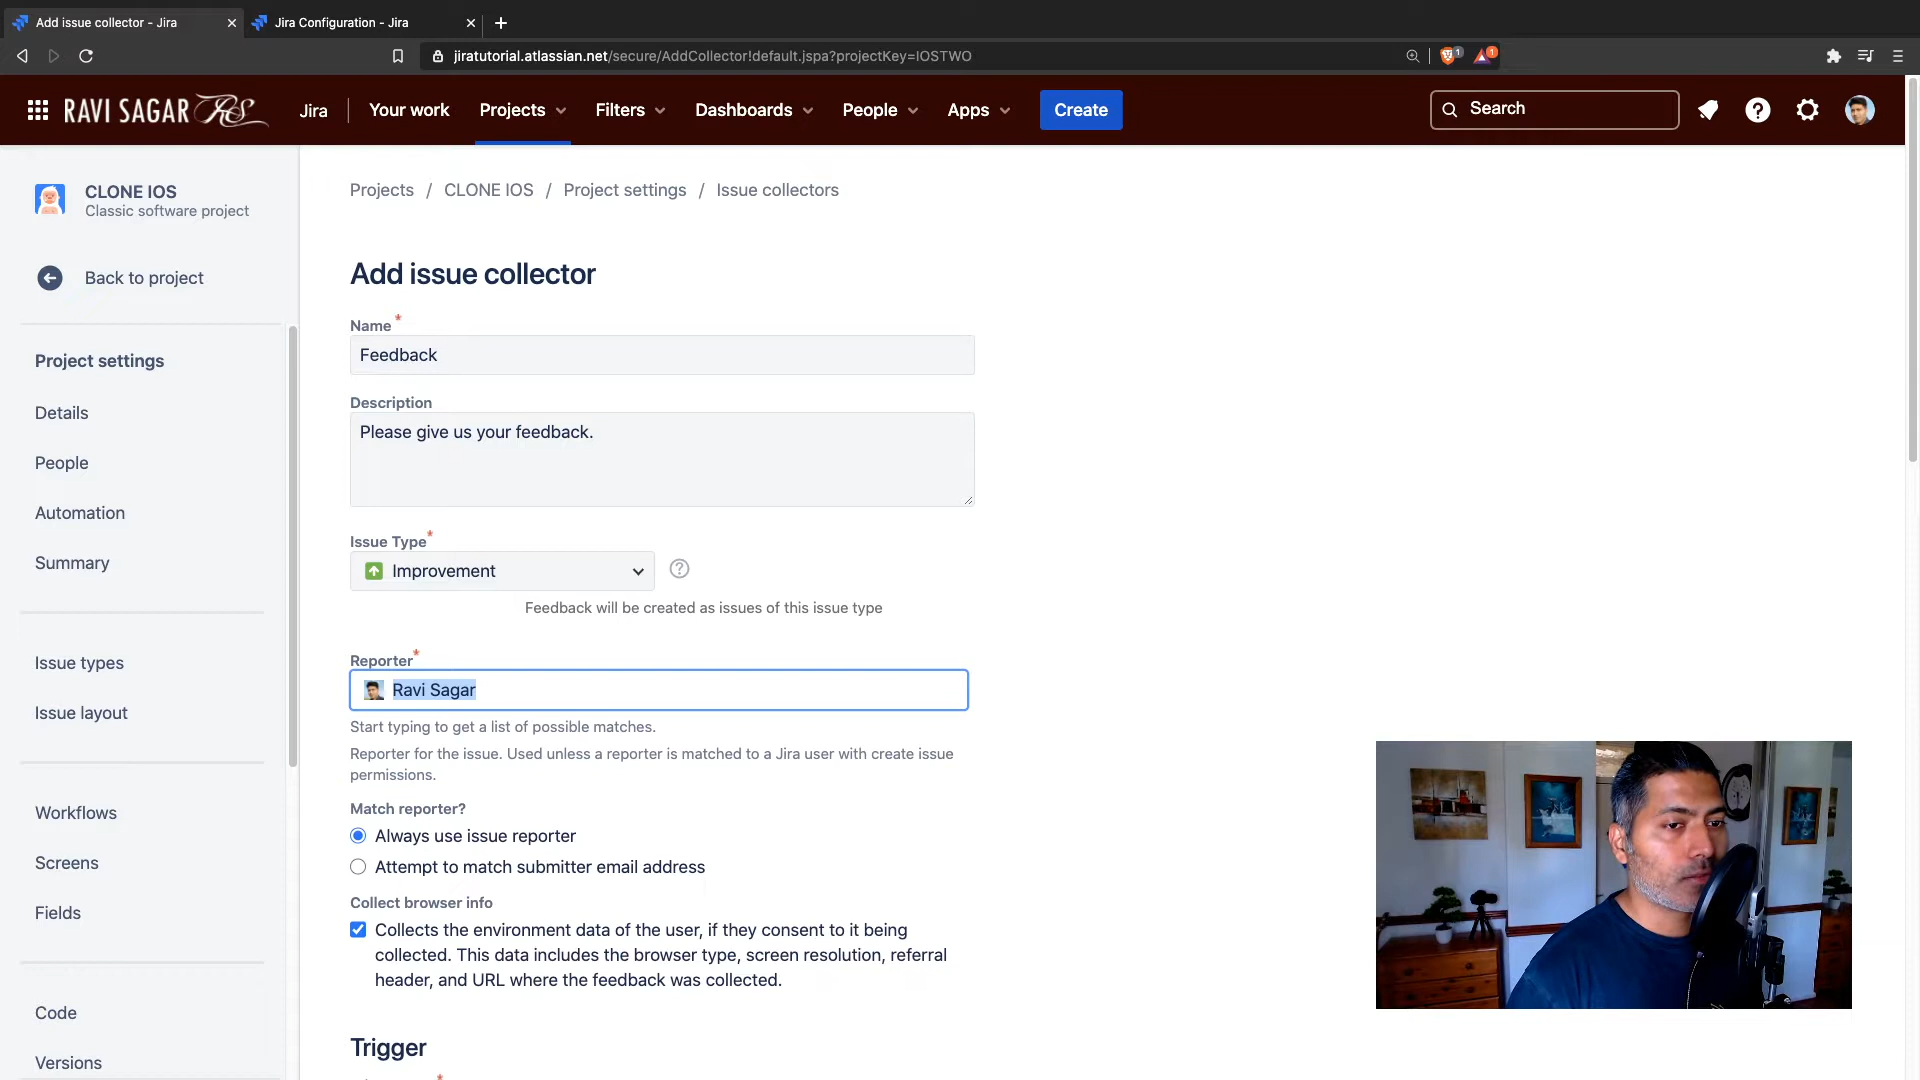 Add issue collector - Jira
Jira Configuration - Jira
jiratutorial.atlassian.net/secure/AddCollector!default.jspa?projectKey=IOSTWO
1
1
RAVI SAGAR RS
Jira
Your work
Projects
Filters
Dashboards
People
Apps
Create
Search
CLONE IOS
Classic software project
Back to project
Project settings
Details
People
Automation
Summary
Issue types
Issue layout
Workflows
Screens
Fields
Code
Versions
Projects / CLONE IOS / Project settings / Issue collectors
Add issue collector
Name *
Feedback
Description
Please give us your feedback.
Issue Type *
Improvement
Feedback will be created as issues of this issue type
Reporter *
Ravi Sagar
Start typing to get a list of possible matches.
Reporter for the issue. Used unless a reporter is matched to a Jira user with create issue
permissions.
Match reporter?
Always use issue reporter
Attempt to match submitter email address
Collect browser info
Collects the environment data of the user, if they consent to it being
collected. This data includes the browser type, screen resolution, referral
header, and URL where the feedback was collected.
Trigger
*